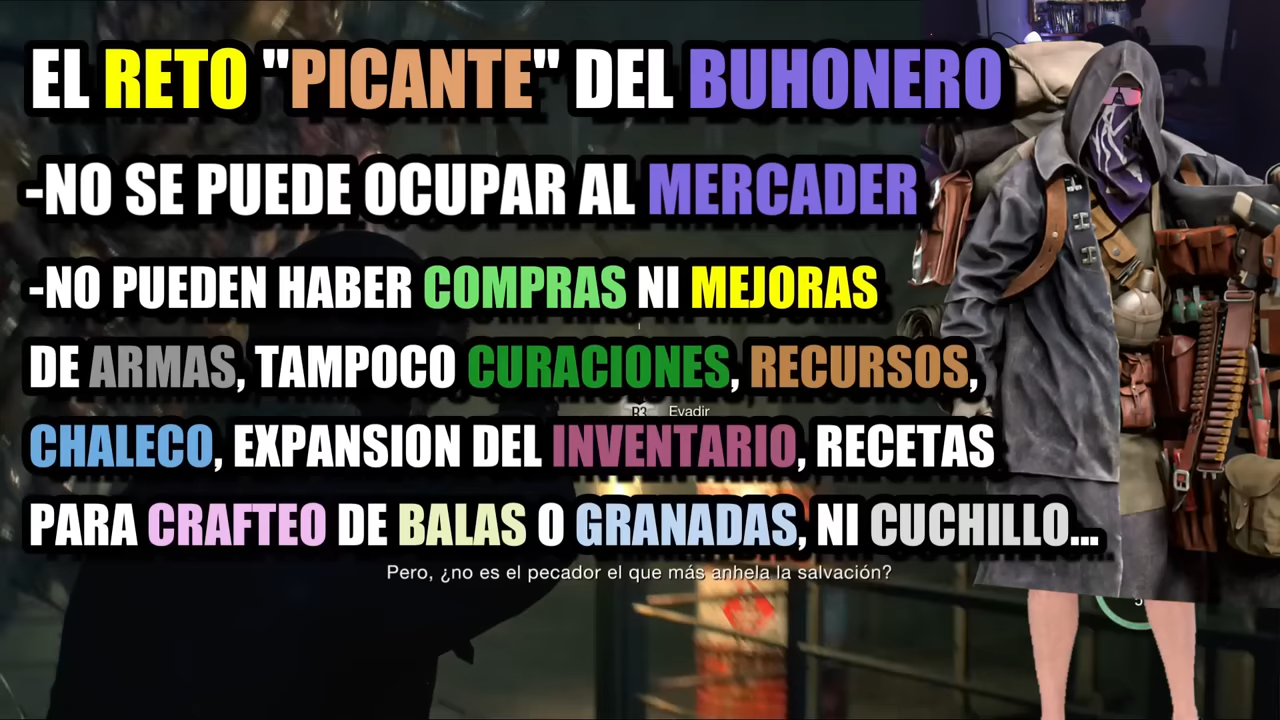 EL RETO "PICANTE" DEL BUHONERO
-NO SE PUEDE OCUPAR AL MERCADER
-NO PUEDEN HABER COMPRAS NI MEJORAS
DE ARMAS, TAMPOCO CURACIONES, RECURSOS,
R3 Evadir
CHALECO, EXPANSION DEL INVENTARIO, RECETAS
PARA CRAFTEO DE BALAS O GRANADAS, NI CUCHILLO...
Pero, ¿no es el pecador el que más anhela la salvación?